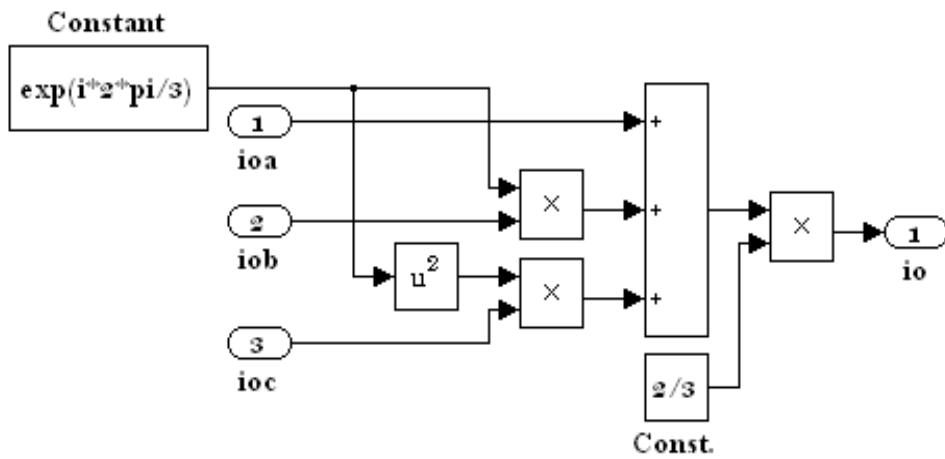 Constant
exp(i*2*pi/3)
1
ioa
+
×
+
2
iob
×
1
io
u²
×
+
3
ioc
2/3
Const.